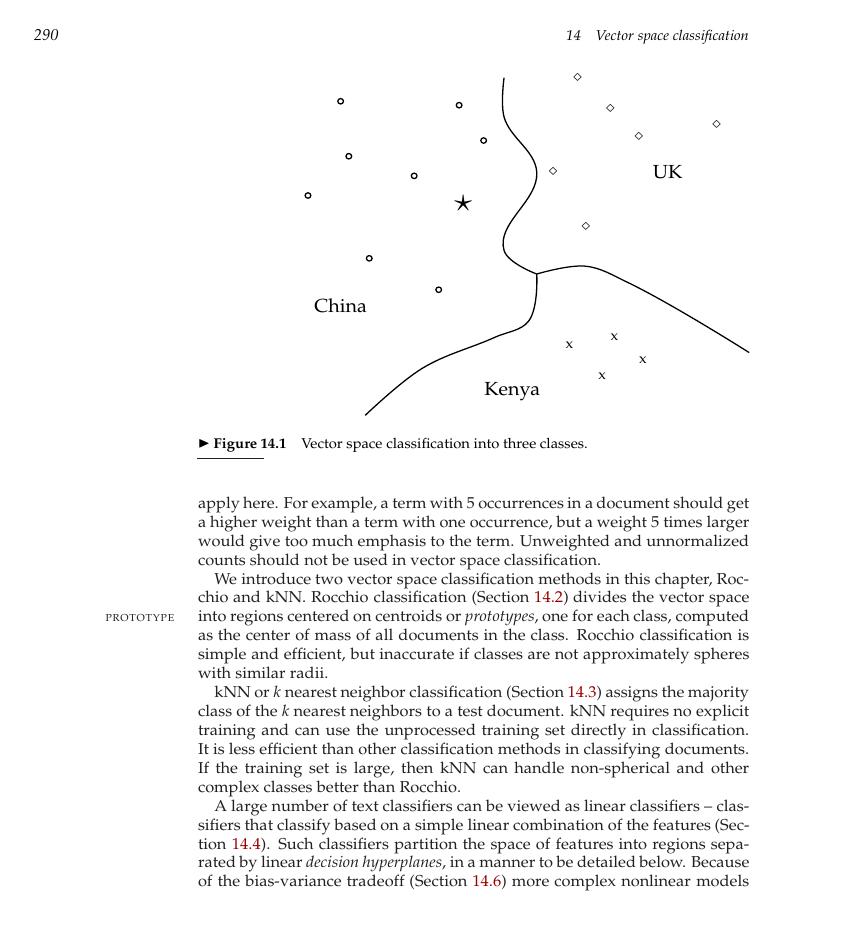 290
14 Vector space classification
UK
China
x
x
x
x
Kenya
► Figure 14.1 Vector space classification into three classes.
apply here. For example, a term with 5 occurrences in a document should get
a higher weight than a term with one occurrence, but a weight 5 times larger
would give too much emphasis to the term. Unweighted and unnormalized
counts should not be used in vector space classification.
We introduce two vector space classification methods in this chapter, Roc-
chio and kNN. Rocchio classification (Section 14.2) divides the vector space
PROTOTYPE
into regions centered on centroids or prototypes, one for each class, computed
as the center of mass of all documents in the class. Rocchio classification is
simple and efficient, but inaccurate if classes are not approximately spheres
with similar radii.
kNN or k nearest neighbor classification (Section 14.3) assigns the majority
class of the k nearest neighbors to a test document. kNN requires no explicit
training and can use the unprocessed training set directly in classification.
It is less efficient than other classification methods in classifying documents.
If the training set is large, then kNN can handle non-spherical and other
complex classes better than Rocchio.
A large number of text classifiers can be viewed as linear classifiers – clas-
sifiers that classify based on a simple linear combination of the features (Sec-
tion 14.4). Such classifiers partition the space of features into regions sepa-
rated by linear decision hyperplanes, in a manner to be detailed below. Because
of the bias-variance tradeoff (Section 14.6) more complex nonlinear models